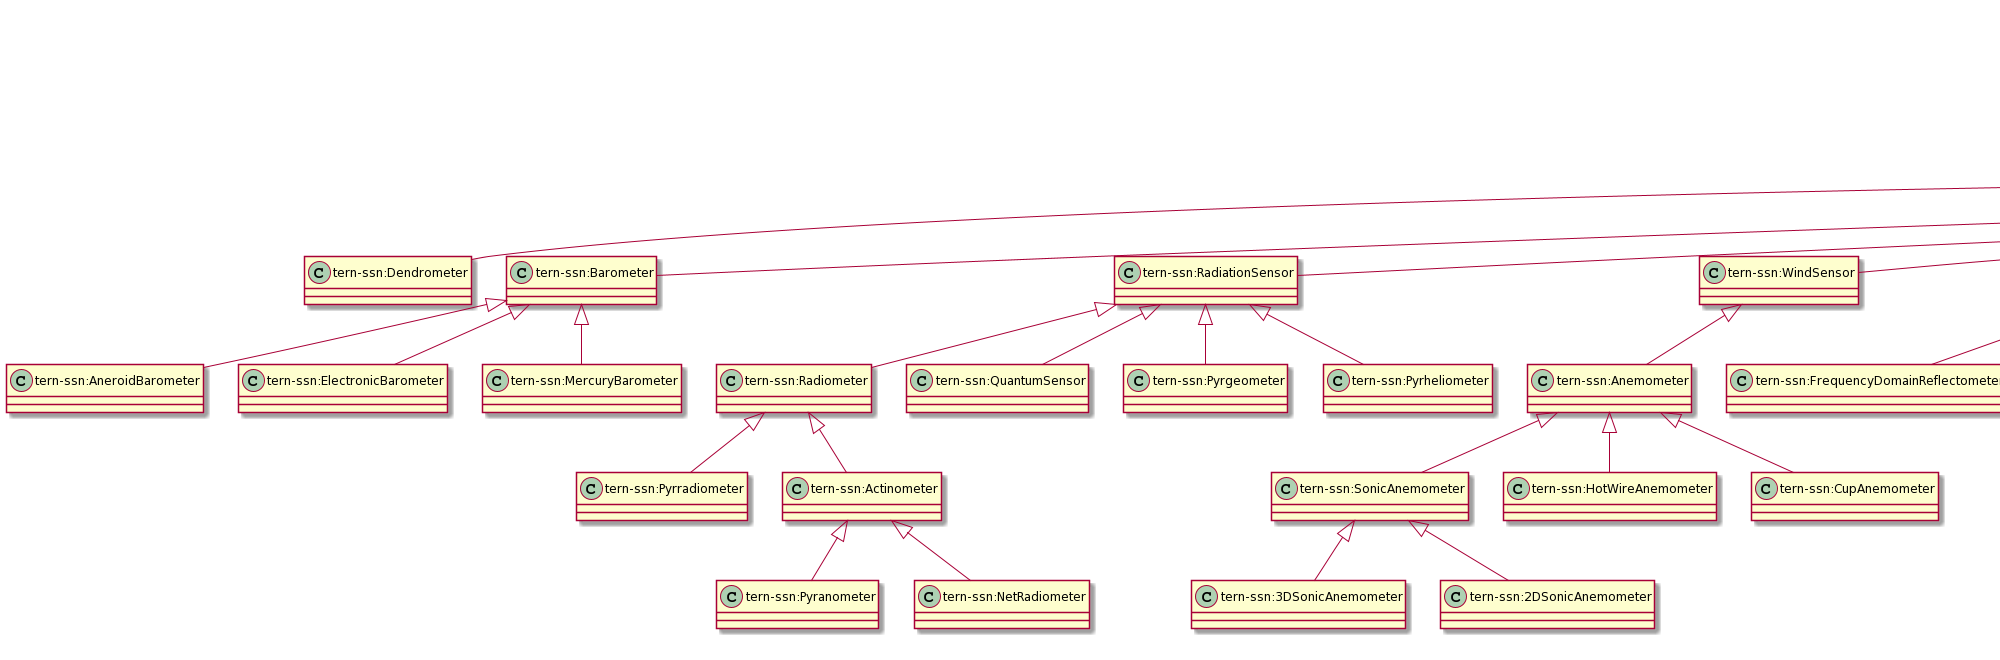 C tern-ssn:Dendrometer
C tern-ssn:Barometer
C tern-ssn:RadiationSensor
C tern-ssn:WindSensor
C tern-ssn:AneroidBarometer
C tern-ssn:ElectronicBarometer
C tern-ssn:MercuryBarometer
C tern-ssn:Radiometer
C tern-ssn:QuantumSensor
C tern-ssn:Pyrgeometer
C tern-ssn:Pyrheliometer
C tern-ssn:Anemometer
C tern-ssn:FrequencyDomainReflectometer
C tern-ssn:Pyrradiometer
C tern-ssn:Actinometer
C tern-ssn:SonicAnemometer
C tern-ssn:HotWireAnemometer
C tern-ssn:CupAnemometer
C tern-ssn:Pyranometer
C tern-ssn:NetRadiometer
C tern-ssn:3DSonicAnemometer
C tern-ssn:2DSonicAnemometer